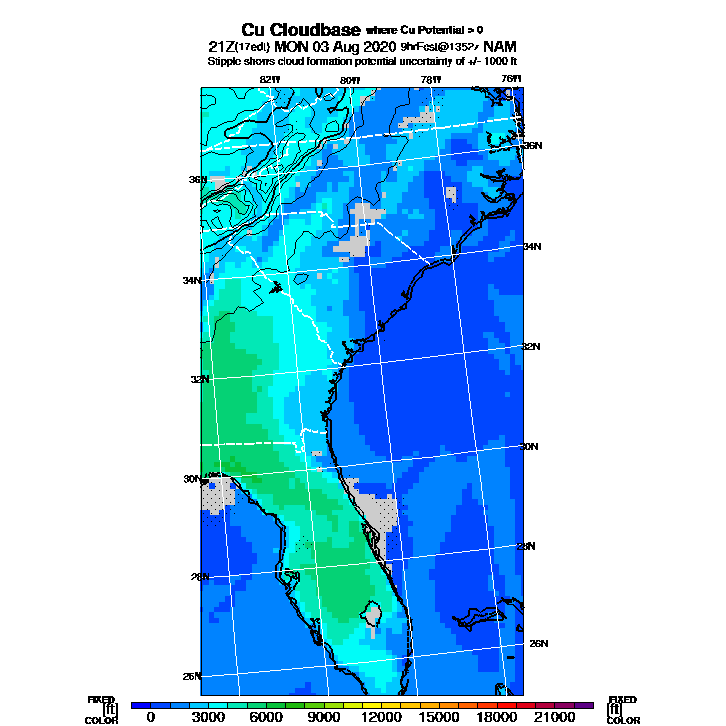 Cu Cloudbase where Cu Potential > 0
21Z(17edt) MON 03 Aug 2020 9hrFcst@1352z NAM
Stipple shows cloud formation potential uncertainty of +/- 1000 ft
82W 80W 78W 76W
36N 36N
34N 34N
32N 32N
30N 30N
28N 28N
26N 26N
FIXED FIXED
[ft] [ft]
COLOR 0 3000 6000 9000 12000 15000 18000 21000 COLOR